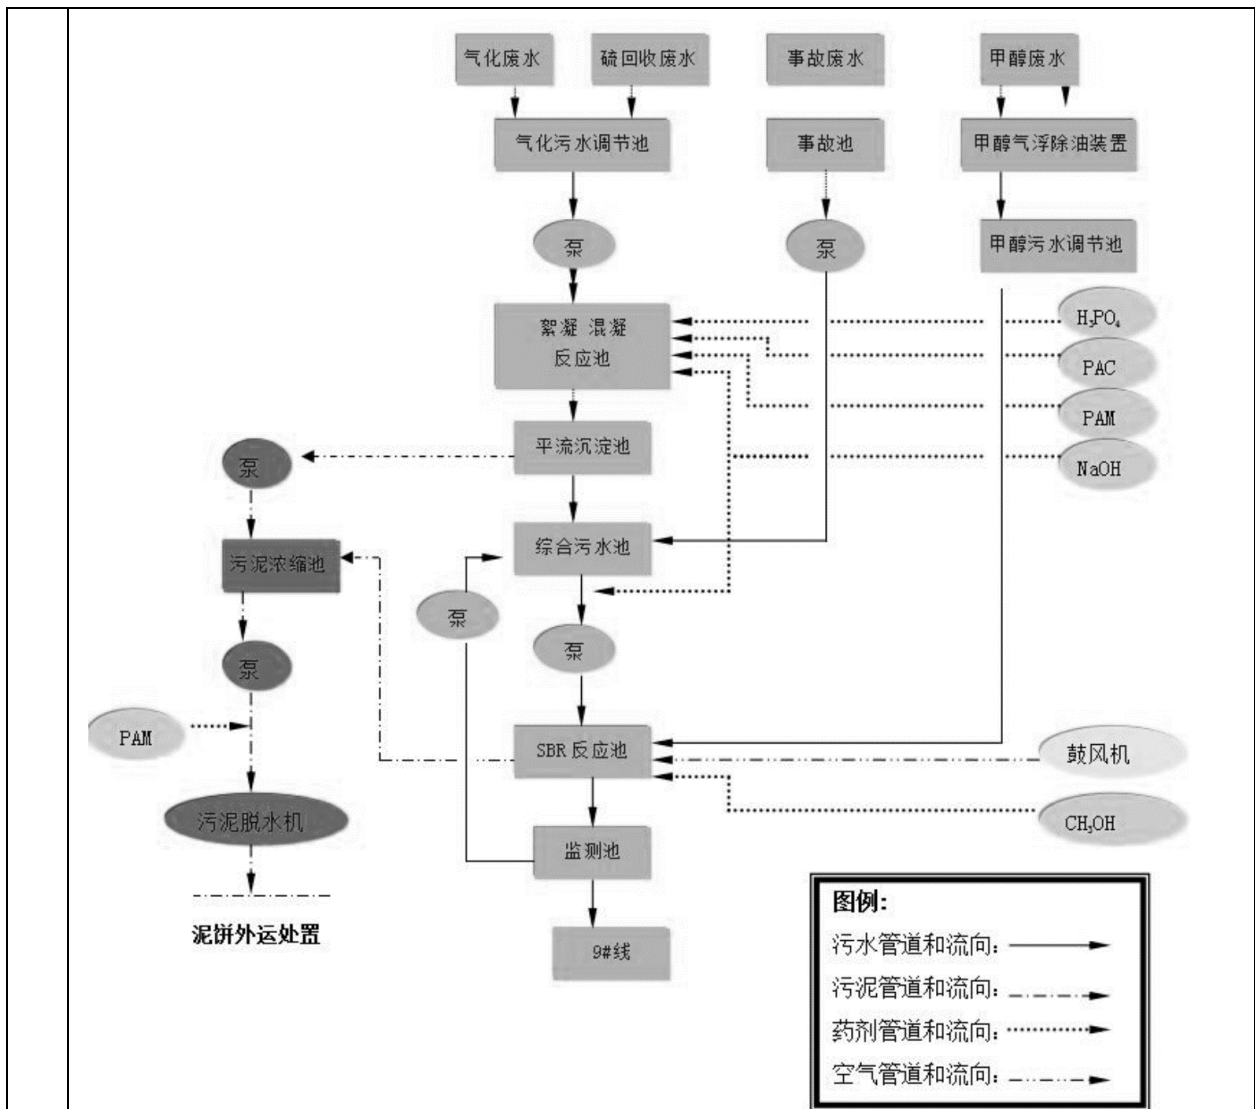 气化废水
硫回收废水
事故废水
甲醇废水
气化污水调节池
事故池
甲醇气浮除油装置
泵
泵
甲醇污水调节池
絮凝 混凝
反应池
H₃PO₄
PAC
PAM
NaOH
平流沉淀池
泵
综合污水池
污泥浓缩池
泵
泵
泵
PAM
SBR反应池
鼓风机
CH₃OH
污泥脱水机
监测池
泥饼外运处置
9#线
图例:
污水管道和流向:
污泥管道和流向:
药剂管道和流向:
空气管道和流向: